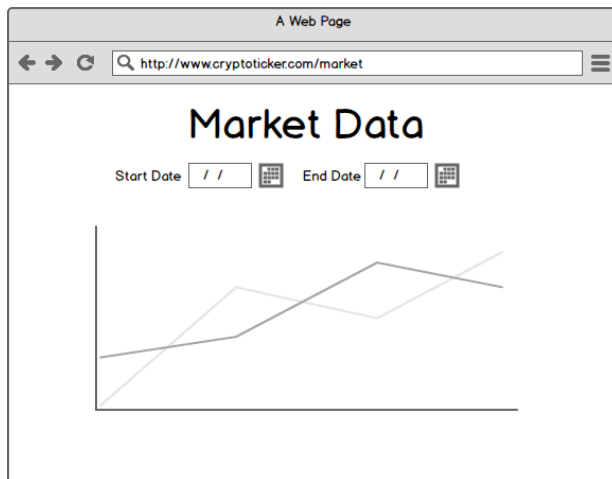 A Web Page
http://www.cryptoticker.com/market
Market Data
Start Date / / End Date / /